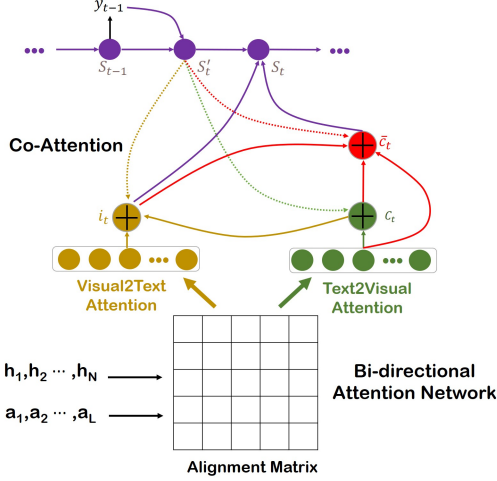 y_{t-1}
... S_{t-1} S'_t S_t ...
Co-Attention
c̄_t
i_t
C_t
...
...
Visual2Text
Attention
Text2Visual
Attention
h_1,h_2 ⋯ ,h_N
a_1,a_2 ⋯ ,a_L
Bi-directional
Attention Network
Alignment Matrix